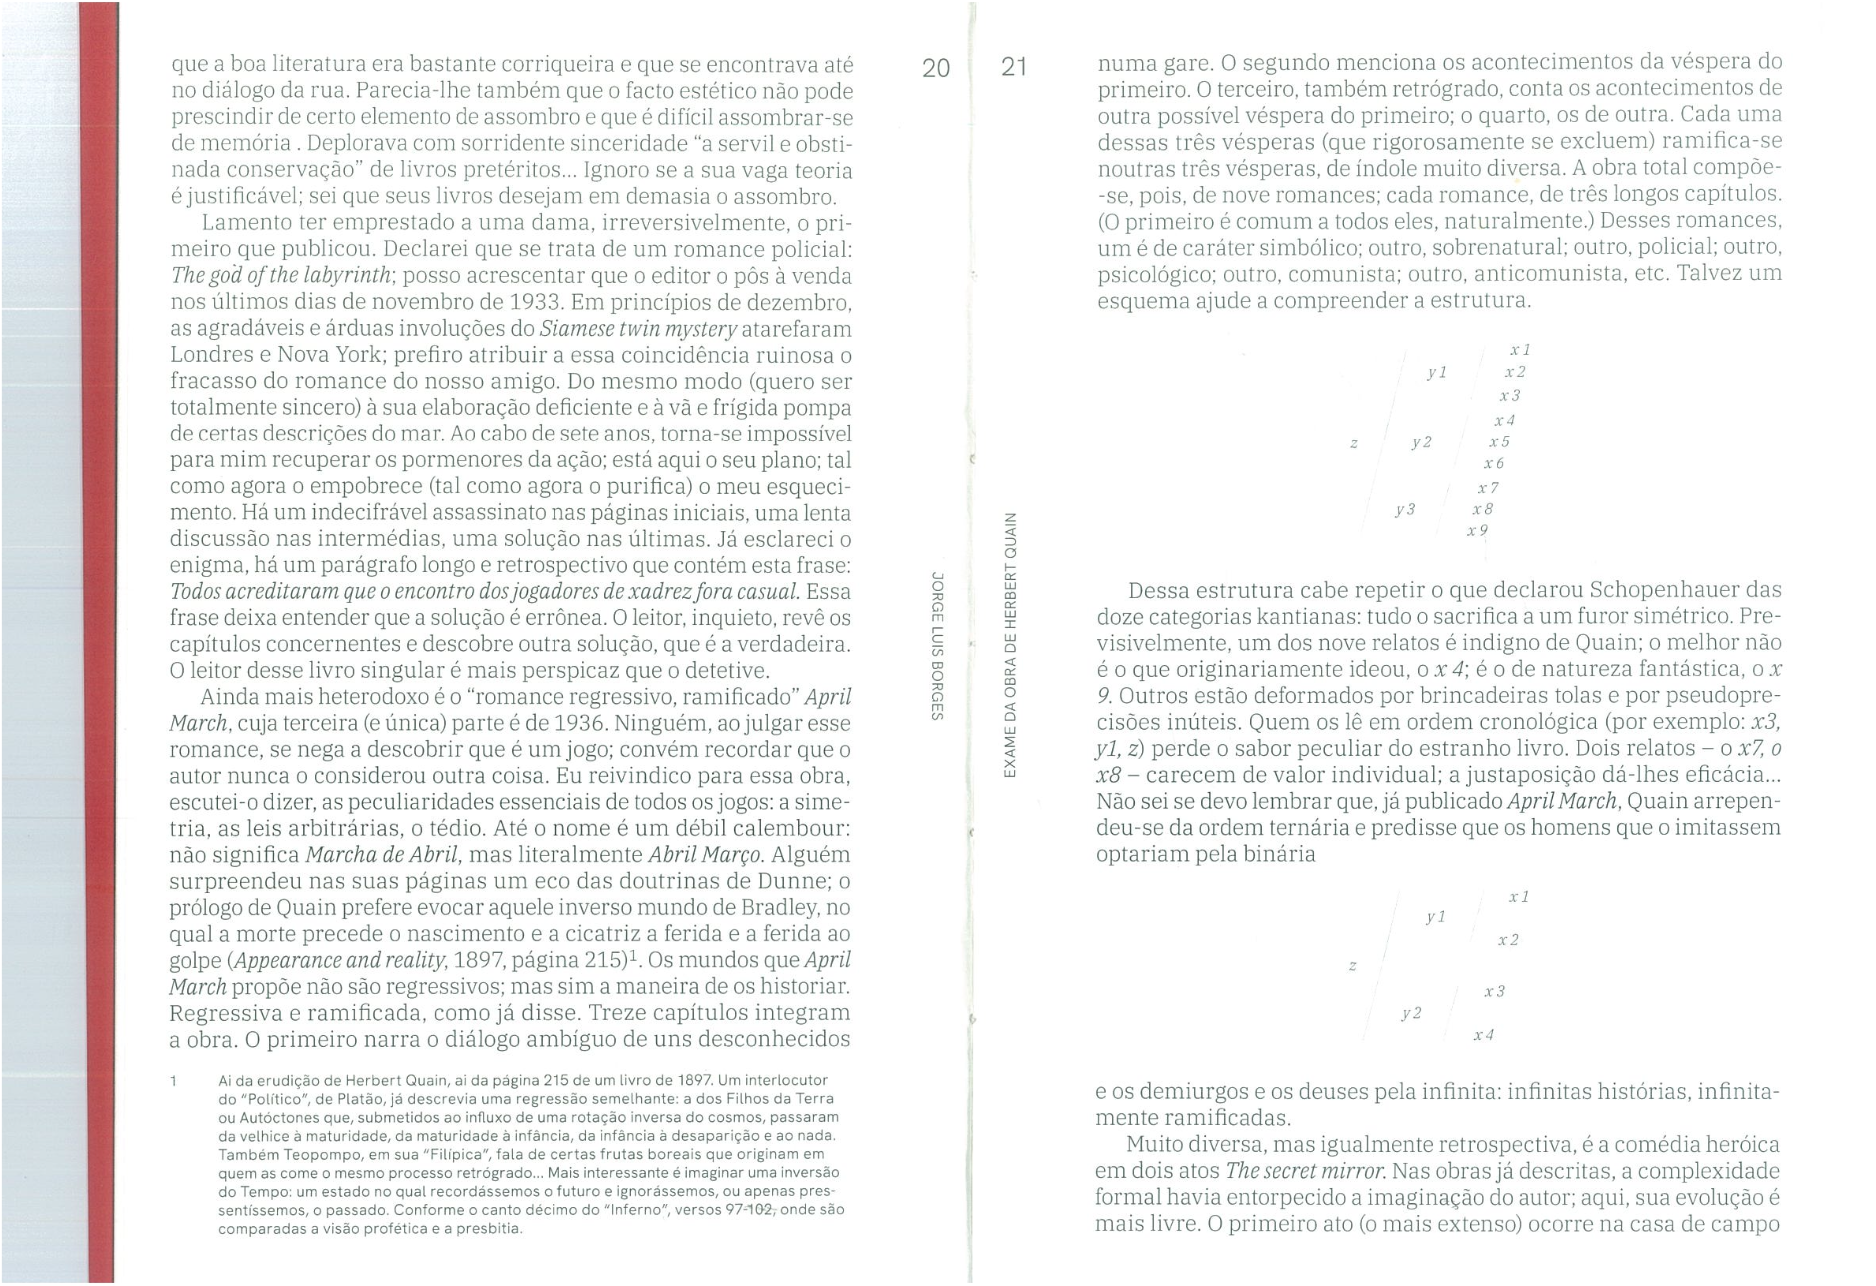 que a boa literatura era bastante corriqueira e que se encontrava até
no diálogo da rua. Parecia-lhe também que o facto estético não pode
prescindir de certo elemento de assombro e que é difícil assombrar-se
de memória . Deplorava com sorridente sinceridade “a servil e obsti-
nada conservação” de livros pretéritos... Ignoro se a sua vaga teoria
é justificável; sei que seus livros desejam em demasia o assombro.
Lamento ter emprestado a uma dama, irreversivelmente, o pri-
meiro que publicou. Declarei que se trata de um romance policial:
The god of the labyrinth; posso acrescentar que o editor o pôs à venda
nos últimos dias de novembro de 1933. Em princípios de dezembro,
as agradáveis e árduas involuções do Siamese twin mystery atarefaram
Londres e Nova York; prefiro atribuir a essa coincidência ruinosa o
fracasso do romance do nosso amigo. Do mesmo modo (quero ser
totalmente sincero) à sua elaboração deficiente e à vã e frígida pompa
de certas descrições do mar. Ao cabo de sete anos, torna-se impossível
para mim recuperar os pormenores da ação; está aqui o seu plano; tal
como agora o empobrece (tal como agora o purifica) o meu esqueci-
mento. Há um indecifrável assassinato nas páginas iniciais, uma lenta
discussão nas intermédias, uma solução nas últimas. Já esclareci o
enigma, há um parágrafo longo e retrospectivo que contém esta frase:
Todos acreditaram que o encontro dos jogadores de xadrez fora casual. Essa
frase deixa entender que a solução é errônea. O leitor, inquieto, revê os
capítulos concernentes e descobre outra solução, que é a verdadeira.
O leitor desse livro singular é mais perspicaz que o detetive.
Ainda mais heterodoxo é o “romance regressivo, ramificado” April
March, cuja terceira (e única) parte é de 1936. Ninguém, ao julgar esse
romance, se nega a descobrir que é um jogo; convém recordar que o
autor nunca o considerou outra coisa. Eu reivindico para essa obra,
escutei-o dizer, as peculiaridades essenciais de todos os jogos: a sime-
tria, as leis arbitrárias, o tédio. Até o nome é um débil calembour:
não significa Marcha de Abril, mas literalmente Abril Março. Alguém
surpreendeu nas suas páginas um eco das doutrinas de Dunne; o
prólogo de Quain prefere evocar aquele inverso mundo de Bradley, no
qual a morte precede o nascimento e a cicatriz a ferida e a ferida ao
golpe (Appearance and reality, 1897, página 215)¹. Os mundos que April
March propõe não são regressivos; mas sim a maneira de os historiar.
Regressiva e ramificada, como já disse. Treze capítulos integram
a obra. O primeiro narra o diálogo ambíguo de uns desconhecidos
1 Ai da erudição de Herbert Quain, ai da página 215 de um livro de 1897. Um interlocutor
do “Político”, de Platão, já descrevia uma regressão semelhante: a dos Filhos da Terra
ou Autóctones que, submetidos ao influxo de uma rotação inversa do cosmos, passaram
da velhice à maturidade, da maturidade à infância, da infância à desaparição e ao nada.
Também Teopompo, em sua “Filípica”, fala de certas frutas boreais que originam em
quem as come o mesmo processo retrógrado... Mais interessante é imaginar uma inversão
do Tempo: um estado no qual recordássemos o futuro e ignorássemos, ou apenas pres-
sentíssemos, o passado. Conforme o canto décimo do “Inferno”, versos 97-102, onde são
comparadas a visão profética e a presbitia.
20
JORGE LUIS BORGES
21
EXAME DA OBRA DE HERBERT QUAIN
numa gare. O segundo menciona os acontecimentos da véspera do
primeiro. O terceiro, também retrógrado, conta os acontecimentos de
outra possível véspera do primeiro; o quarto, os de outra. Cada uma
dessas três vésperas (que rigorosamente se excluem) ramifica-se
noutras três vésperas, de índole muito diversa. A obra total compõe-
-se, pois, de nove romances; cada romance, de três longos capítulos.
(O primeiro é comum a todos eles, naturalmente.) Desses romances,
um é de caráter simbólico; outro, sobrenatural; outro, policial; outro,
psicológico; outro, comunista; outro, anticomunista, etc. Talvez um
esquema ajude a compreender a estrutura.
x 1
y 1 x 2
x 3
x 4
z y 2 x 5
x 6
x 7
y 3 x 8
x 9
Dessa estrutura cabe repetir o que declarou Schopenhauer das
doze categorias kantianas: tudo o sacrifica a um furor simétrico. Pre-
visivelmente, um dos nove relatos é indigno de Quain; o melhor não
é o que originariamente ideou, o x 4; é o de natureza fantástica, o x
9. Outros estão deformados por brincadeiras tolas e por pseudopre-
cisões inúteis. Quem os lê em ordem cronológica (por exemplo: x3,
y1, z) perde o sabor peculiar do estranho livro. Dois relatos – o x7, o
x8 – carecem de valor individual; a justaposição dá-lhes eficácia...
Não sei se devo lembrar que, já publicado April March, Quain arrepen-
deu-se da ordem ternária e predisse que os homens que o imitassem
optariam pela binária
x 1
y 1
x 2
z
x 3
y 2
x 4
e os demiurgos e os deuses pela infinita: infinitas histórias, infinita-
mente ramificadas.
Muito diversa, mas igualmente retrospectiva, é a comédia heróica
em dois atos The secret mirror. Nas obras já descritas, a complexidade
formal havia entorpecido a imaginação do autor; aqui, sua evolução é
mais livre. O primeiro ato (o mais extenso) ocorre na casa de campo